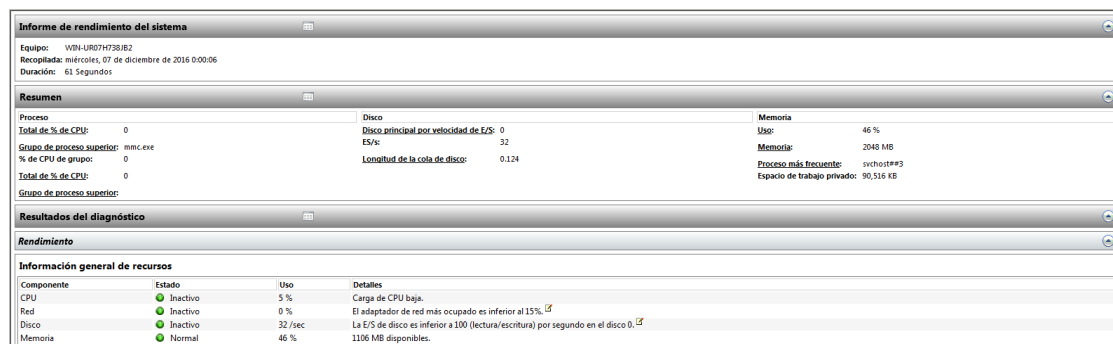 Informe de rendimiento del sistema
Equipo: WIN-UR07H738JB2
Recopilada: miércoles, 07 de diciembre de 2016 0:00:06
Duración: 61 Segundos
Resumen
Proceso Disco Memoria
Total de % de CPU: 0 Disco principal por velocidad de E/S: 0 Uso: 46 %
Grupo de proceso superior: mmc.exe ES/s: 32 Memoria: 2048 MB
% de CPU de grupo: 0 Longitud de la cola de disco: 0.124 Proceso más frecuente: svchost##3
Total de % de CPU: 0 Espacio de trabajo privado: 90,516 KB
Grupo de proceso superior:
Resultados del diagnóstico
Rendimiento
Información general de recursos
Componente Estado Uso Detalles
CPU Inactivo 5 % Carga de CPU baja.
Red Inactivo 0 % El adaptador de red más ocupado es inferior al 15%.
Disco Inactivo 32 /sec La E/S de disco es inferior a 100 (lectura/escritura) por segundo en el disco 0.
Memoria Normal 46 % 1106 MB disponibles.